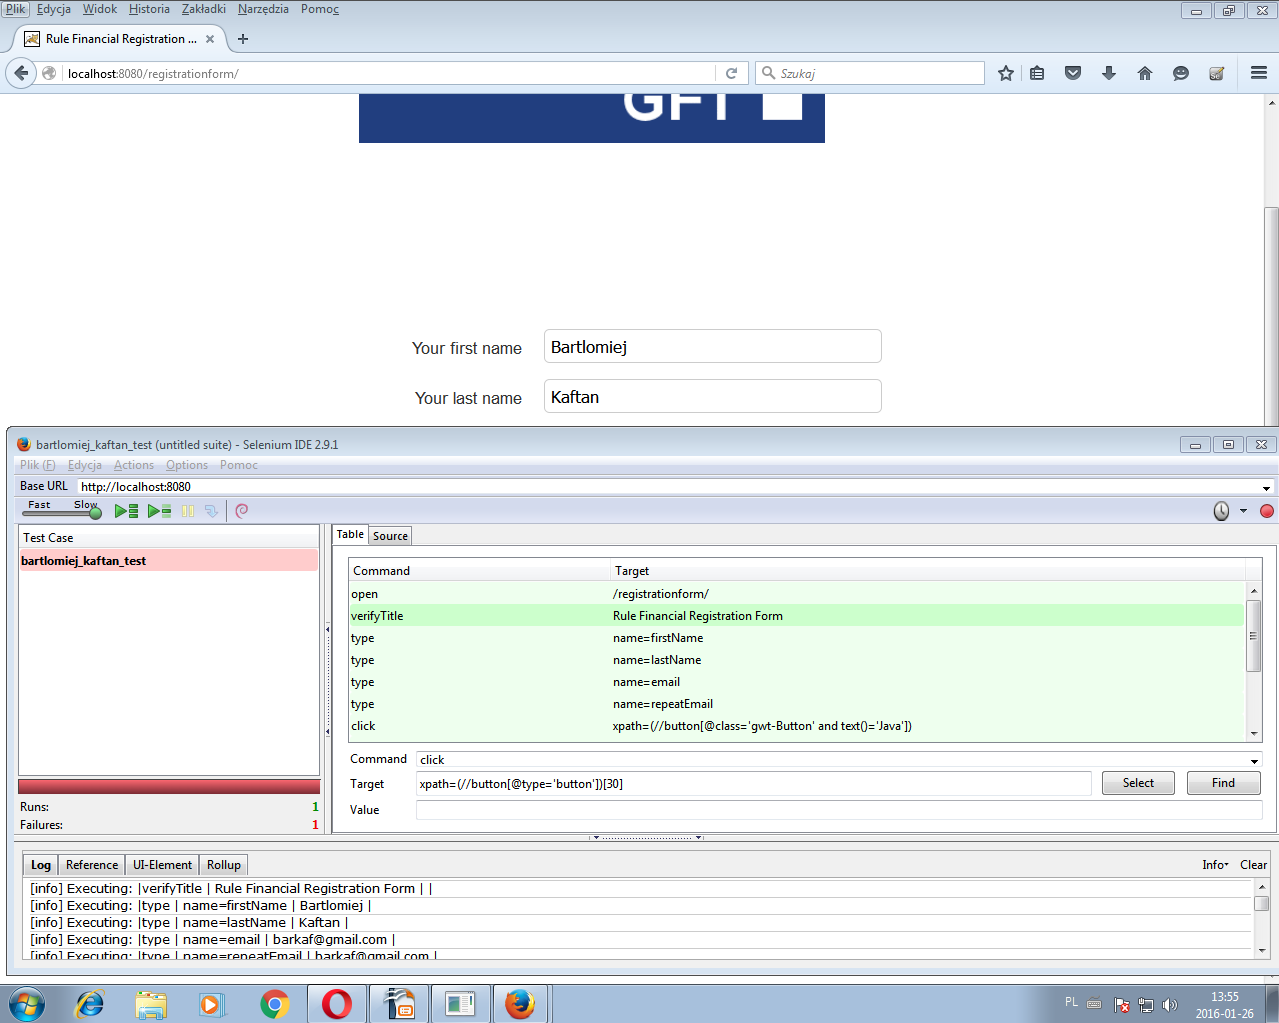 Plik Edycja Widok Historia Zakładki Narzędzia Pomoc
Rule Financial Registration ...
localhost:8080/registrationform/
Szukaj
GFT
Your first name Bartlomiej
Your last name Kaftan
bartlomiej_kaftan_test (untitled suite) - Selenium IDE 2.9.1
Plik (F) Edycja Actions Options Pomoc
Base URL http://localhost:8080
Fast Slow
Test Case
bartlomiej_kaftan_test
Runs: 1
Failures: 1
Table Source
Command Target
open /registrationform/
verifyTitle Rule Financial Registration Form
type name=firstName
type name=lastName
type name=email
type name=repeatEmail
click xpath=(//button[@class='gwt-Button' and text()='Java'])
Command click
Target xpath=(//button[@type='button'])[30] Select Find
Value
Log Reference UI-Element Rollup Info Clear
[info] Executing: |verifyTitle | Rule Financial Registration Form | |
[info] Executing: |type | name=firstName | Bartlomiej |
[info] Executing: |type | name=lastName | Kaftan |
[info] Executing: |type | name=email | barkaf@gmail.com |
[info] Executing: |type | name=repeatEmail | barkaf@gmail.com |
PL 13:55
2016-01-26